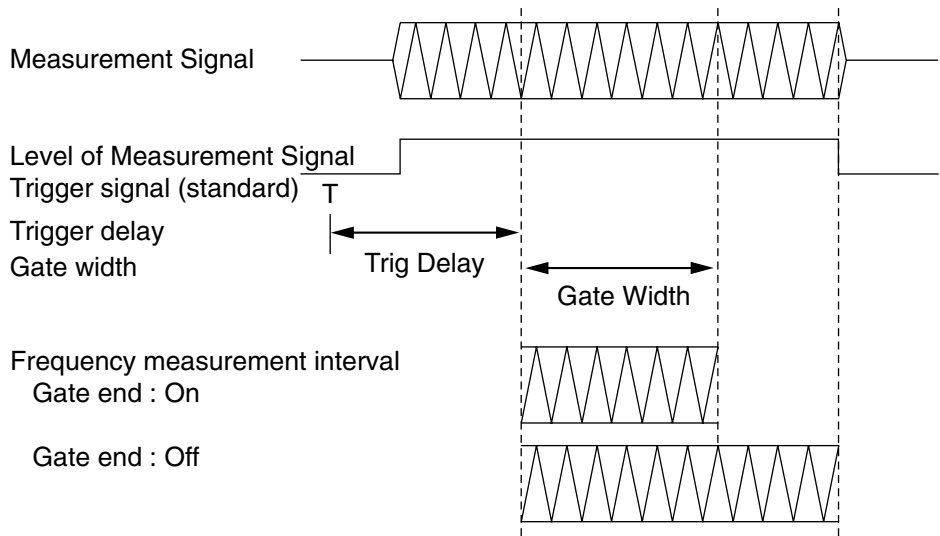 Measurement Signal
Level of Measurement Signal
Trigger signal (standard)
T
Trigger delay
Trig Delay
Gate width
Gate Width
Frequency measurement interval
Gate end : On
Gate end : Off